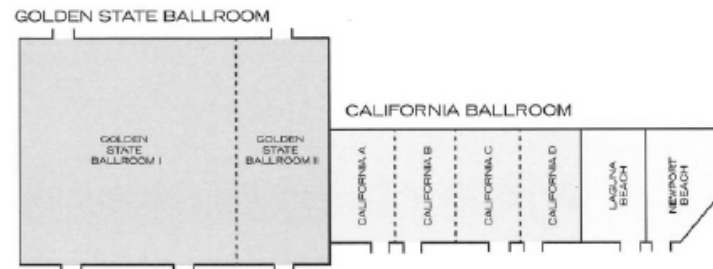 GOLDEN STATE BALLROOM
CALIFORNIA BALLROOM
GOLDEN
STATE
BALLROOM I
GOLDEN
STATE
BALLROOM II
CALIFORNIA A
CALIFORNIA B
CALIFORNIA C
CALIFORNIA D
LAGUNA
BEACH
NEWPORT
BEACH